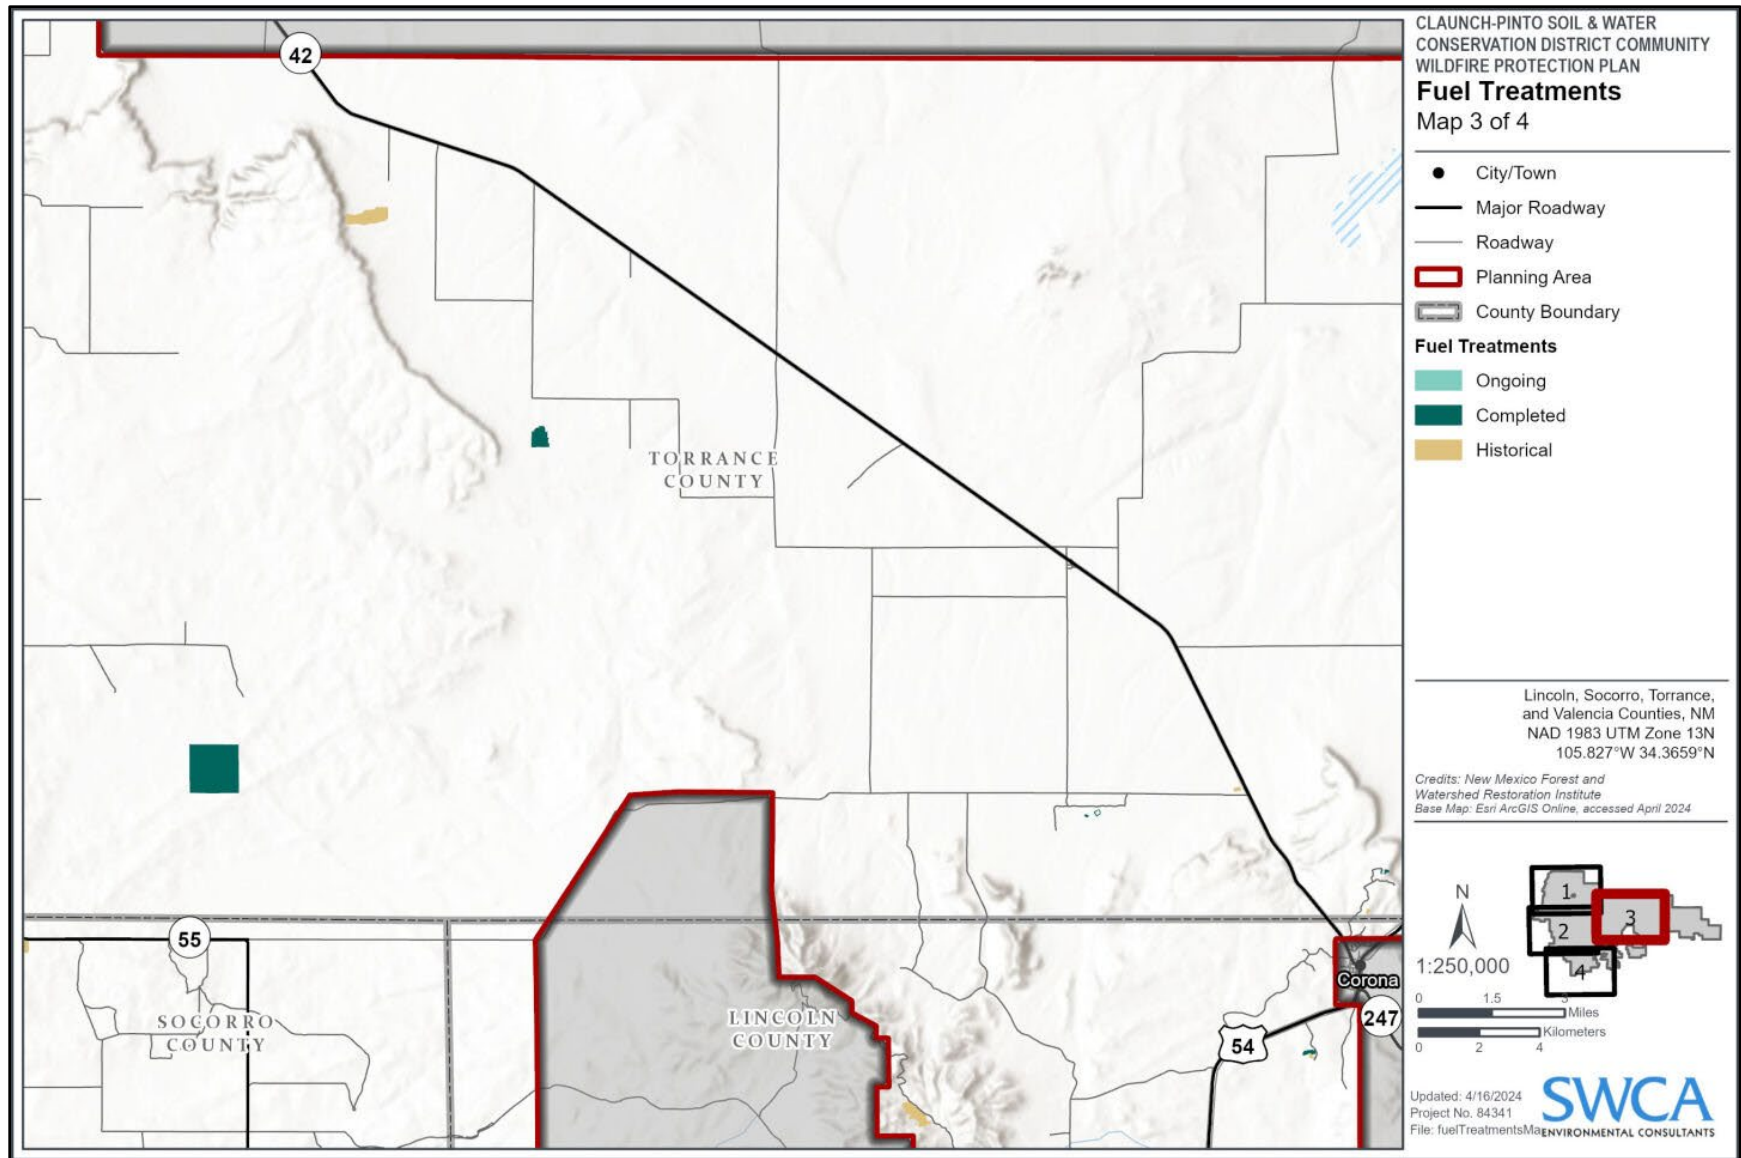 CLAUNCH-PINTO SOIL & WATER
CONSERVATION DISTRICT COMMUNITY
WILDFIRE PROTECTION PLAN
Fuel Treatments
Map 3 of 4
City/Town
Major Roadway
Roadway
Planning Area
County Boundary
Fuel Treatments
Ongoing
Completed
Historical
Lincoln, Socorro, Torrance,
and Valencia Counties, NM
NAD 1983 UTM Zone 13N
105.827°W 34.3659°N
Credits: New Mexico Forest and
Watershed Restoration Institute
Base Map: Esri ArcGIS Online, accessed April 2024
1
2
3
4
N
1:250,000
0 1.5 3
Miles
Kilometers
0 2 4
Updated: 4/16/2024
Project No. 84341
File: fuelTreatmentsMa
SWCA
ENVIRONMENTAL CONSULTANTS
42
TORRANCE
COUNTY
55
SOCORRO
COUNTY
LINCOLN
COUNTY
Corona
247
54